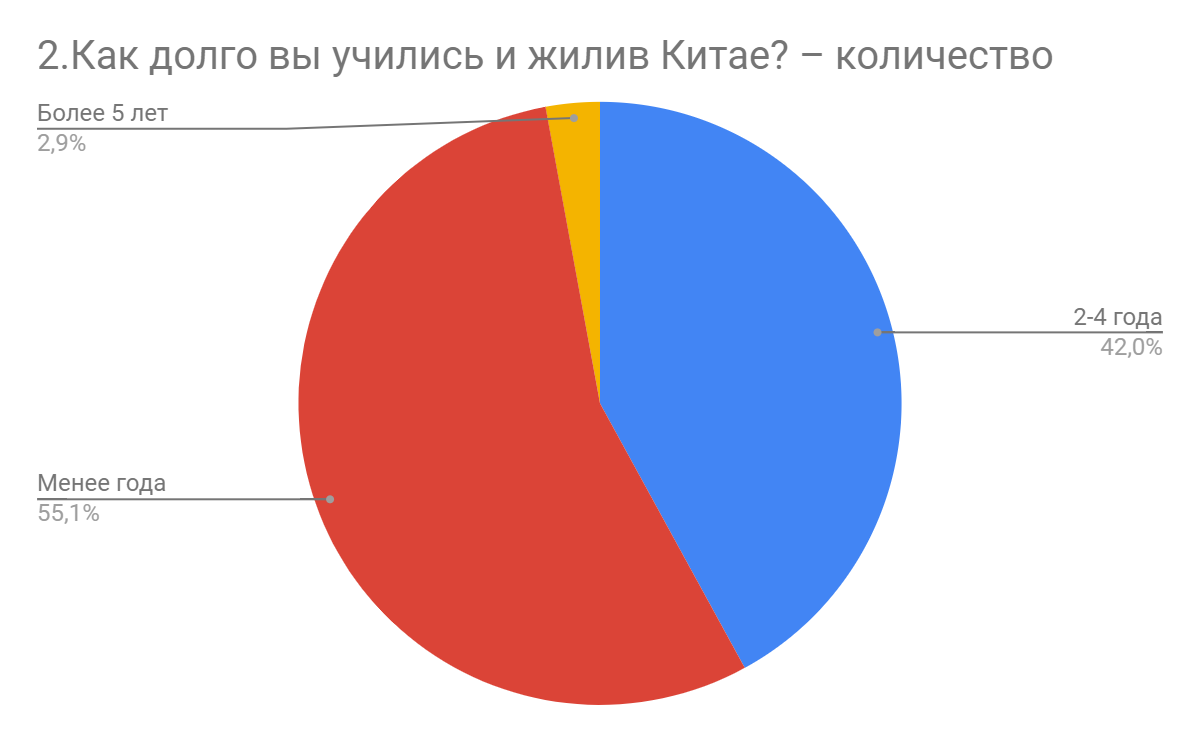 2.Как долго вы учились и жилив Китае? – количество
Более 5 лет
2,9%
2-4 года
42,0%
Менее года
55,1%